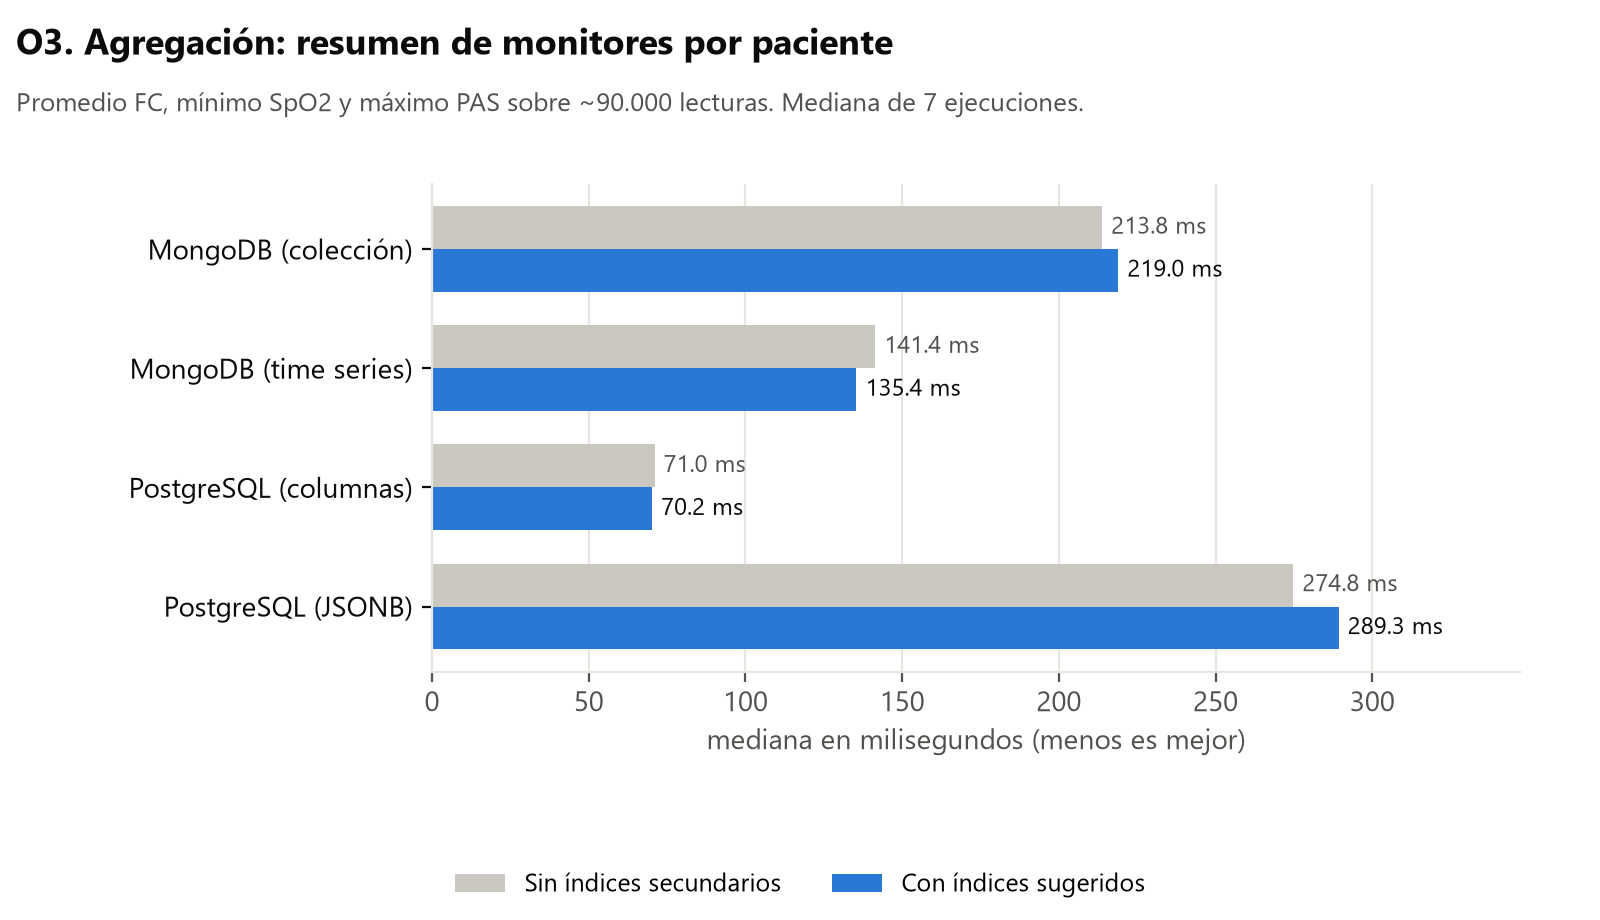 O3. Agregación: resumen de monitores por paciente
Promedio FC, mínimo SpO2 y máximo PAS sobre ~90.000 lecturas. Mediana de 7 ejecuciones.
MongoDB (colección)
213.8 ms
219.0 ms
MongoDB (time series)
141.4 ms
135.4 ms
PostgreSQL (columnas)
71.0 ms
70.2 ms
PostgreSQL (JSONB)
274.8 ms
289.3 ms
0 50 100 150 200 250 300
mediana en milisegundos (menos es mejor)
Sin índices secundarios Con índices sugeridos